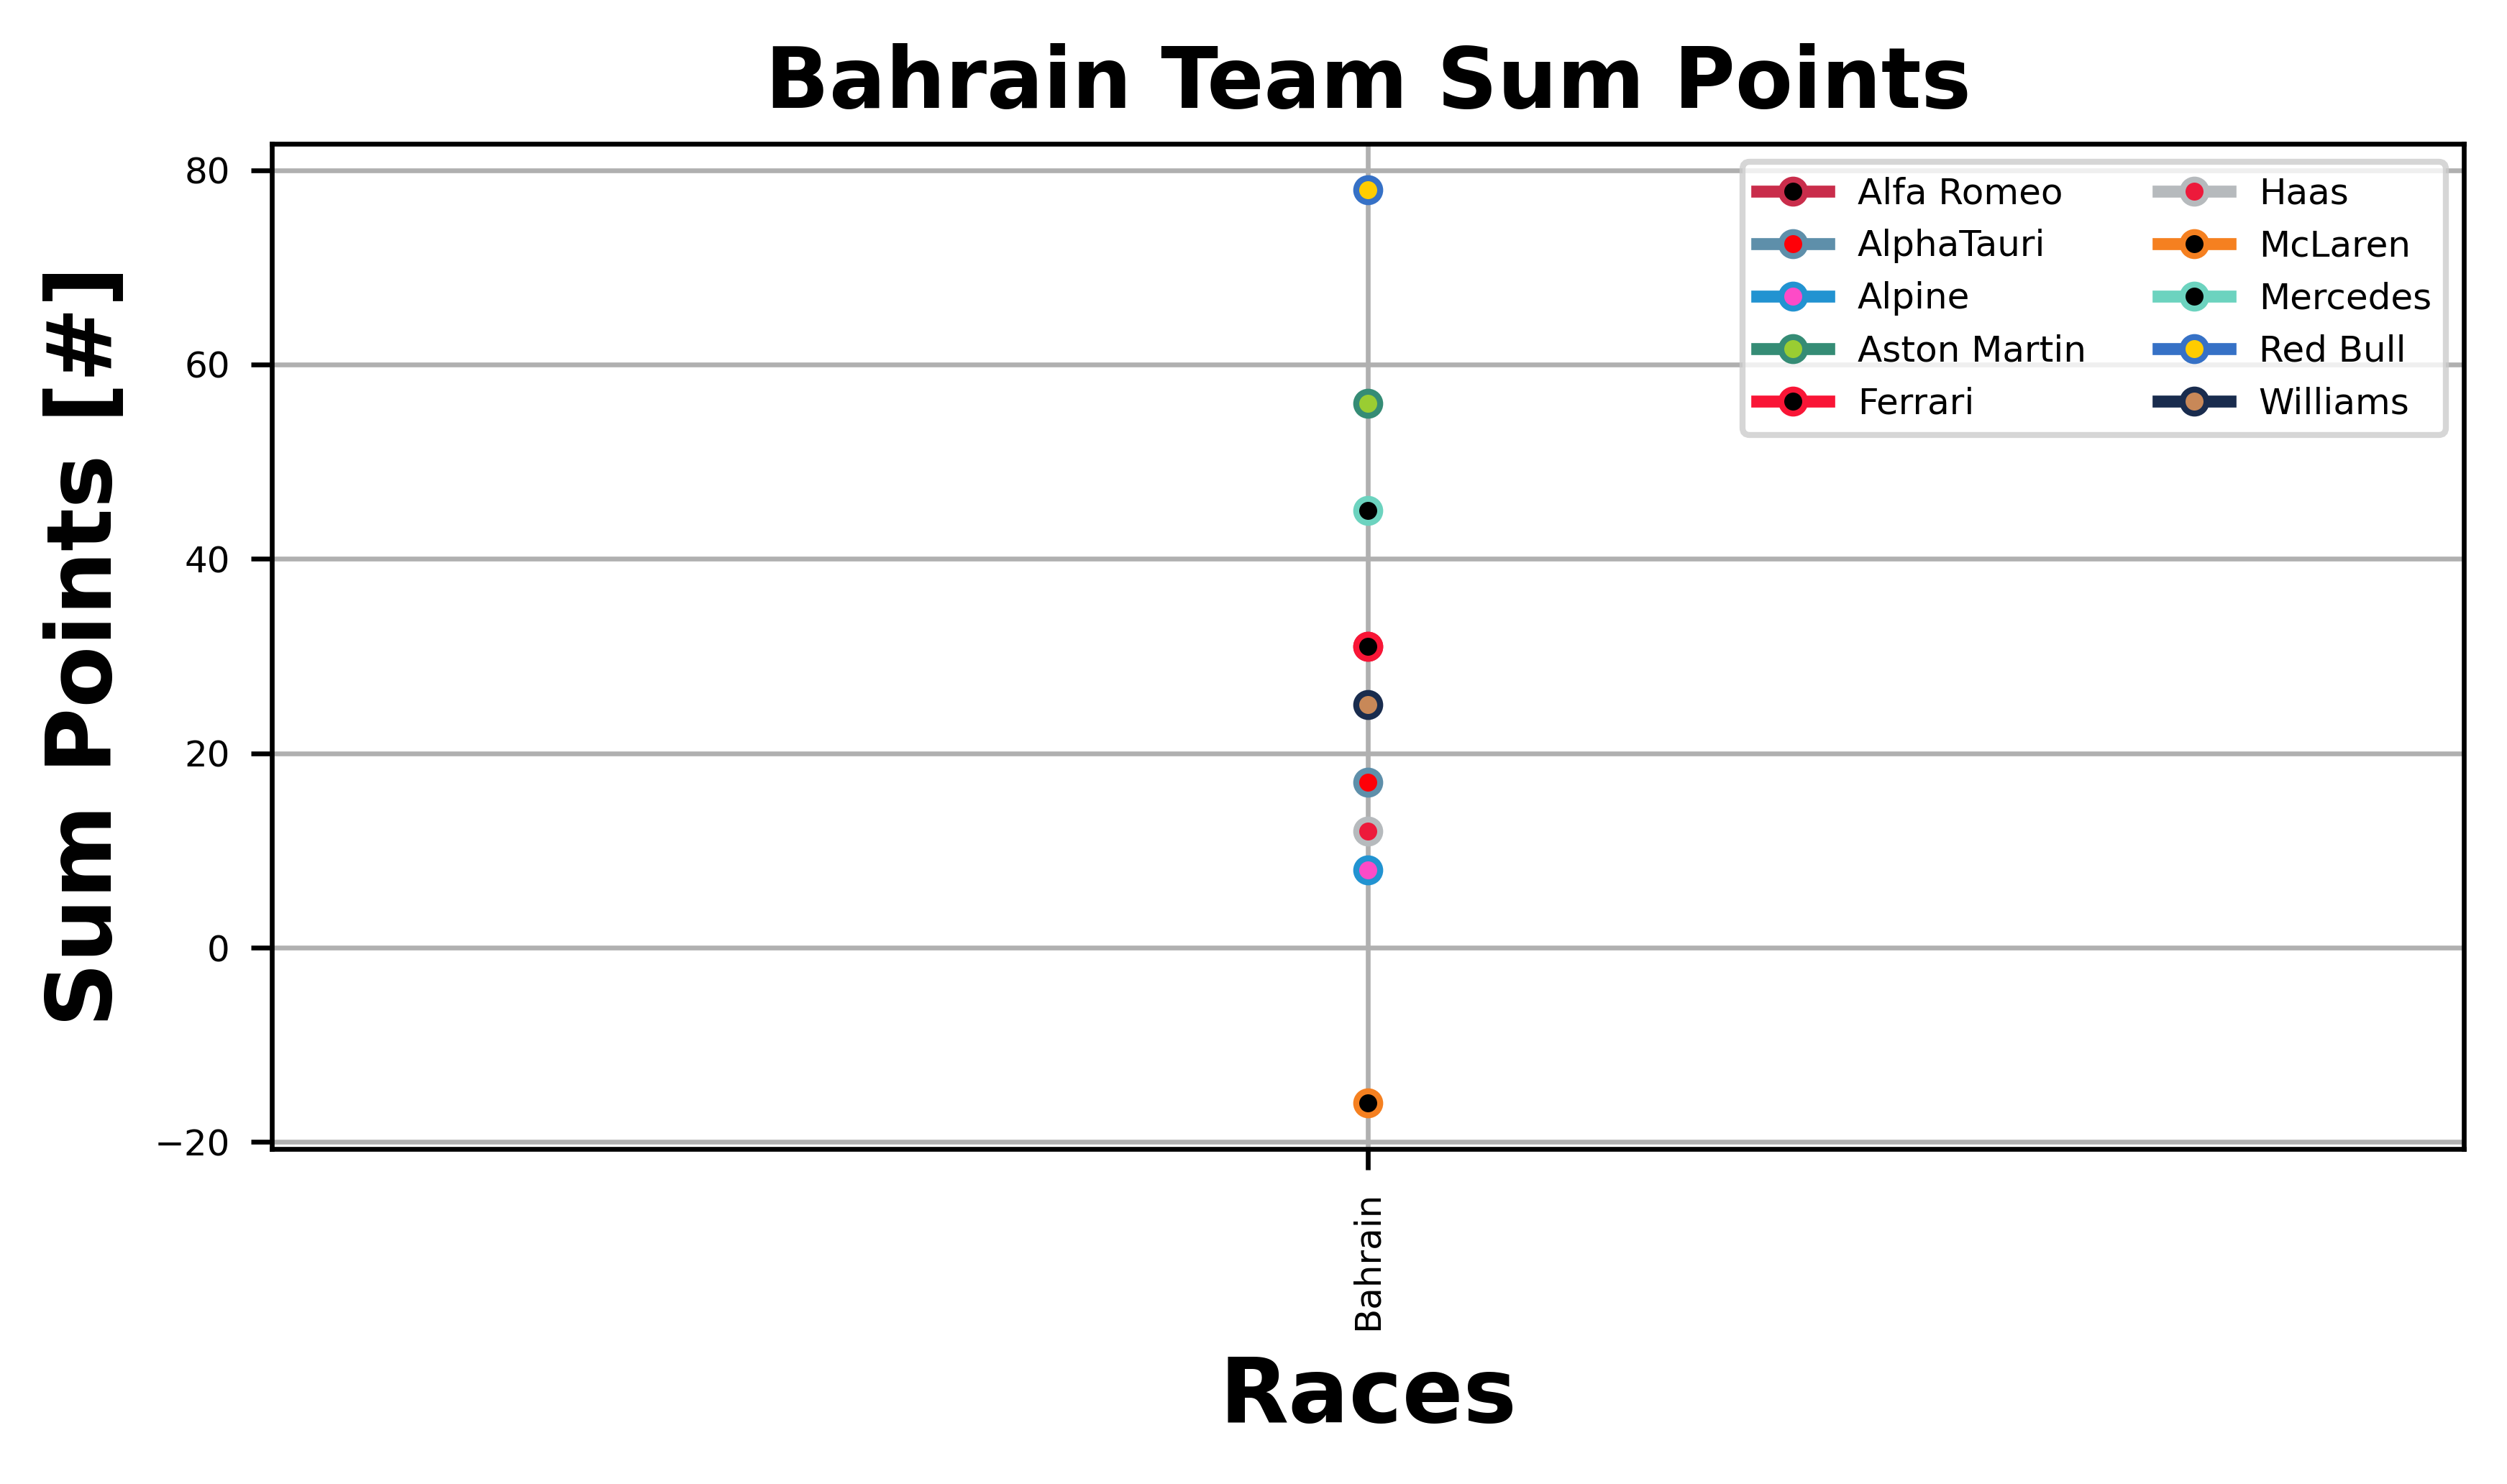 Bahrain Team Sum Points
Sum Points [#]
80
60
40
20
0
−20
Alfa Romeo
AlphaTauri
Alpine
Aston Martin
Ferrari
Haas
McLaren
Mercedes
Red Bull
Williams
Bahrain
Races